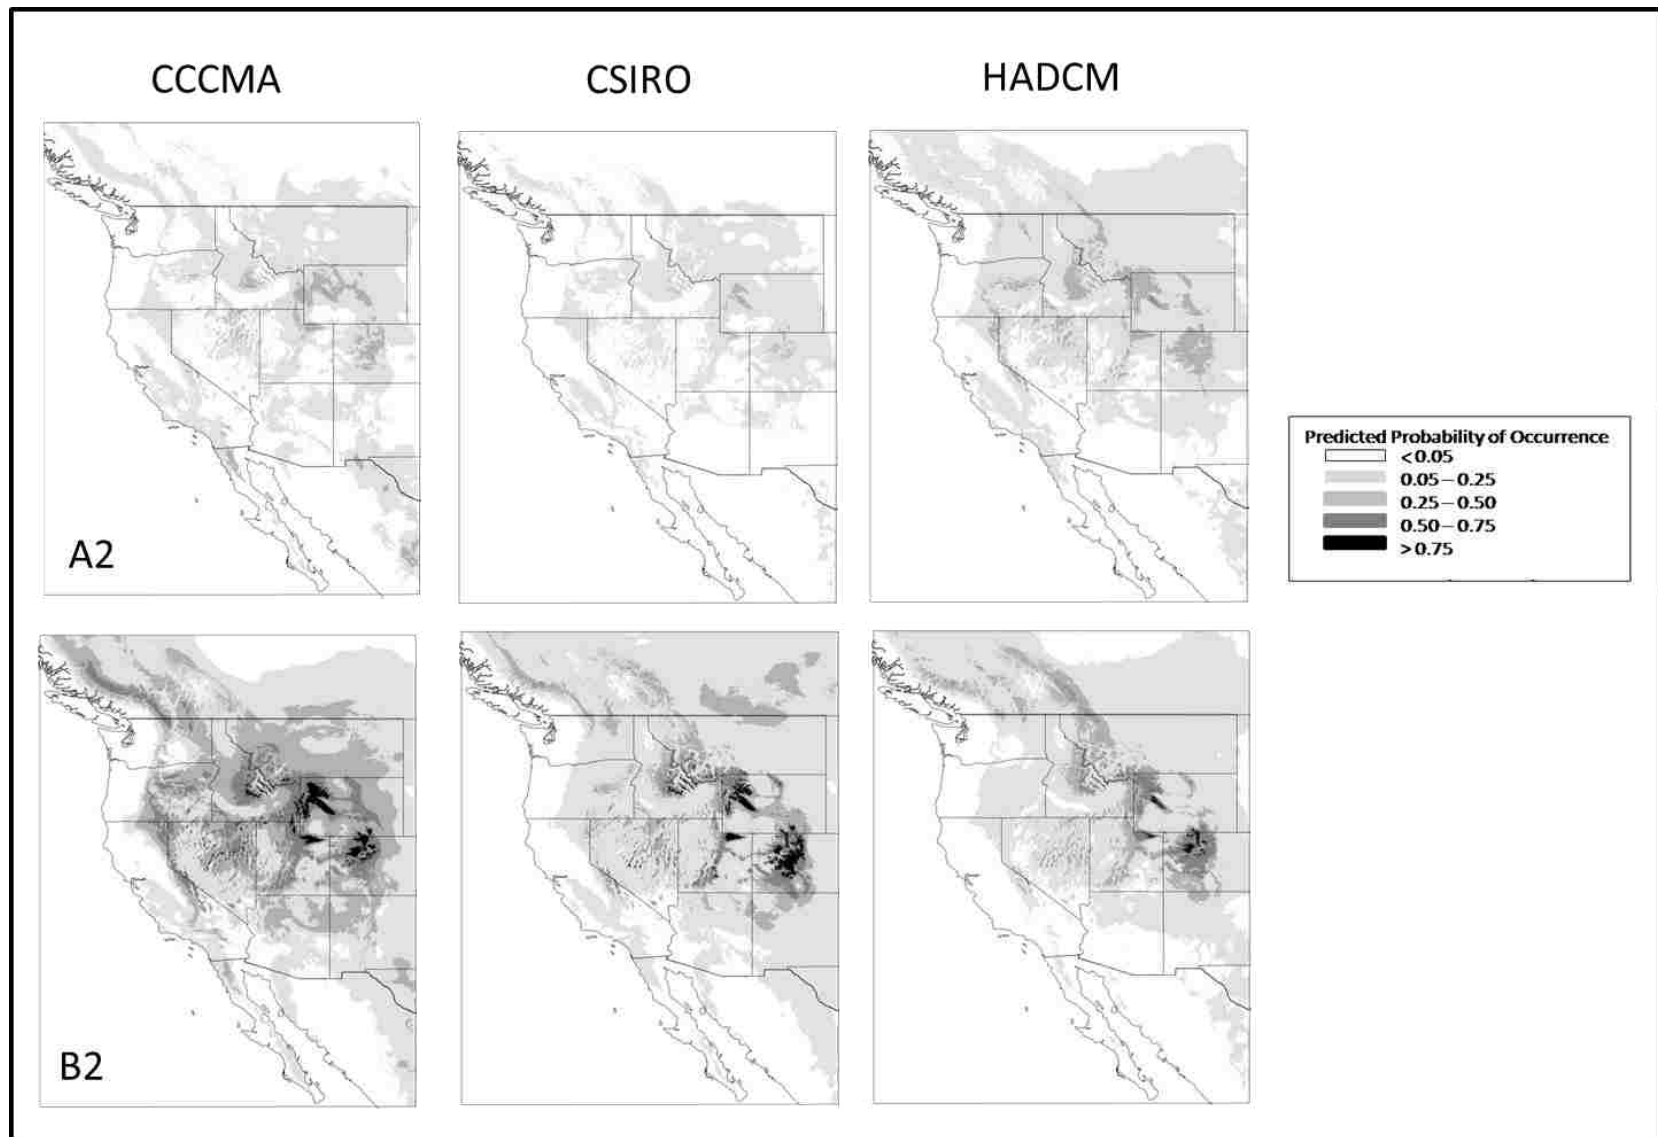 CCCMA
CSIRO
HADCM
A2
Predicted Probability of Occurrence
<0.05
0.05–0.25
0.25–0.50
0.50–0.75
>0.75
B2